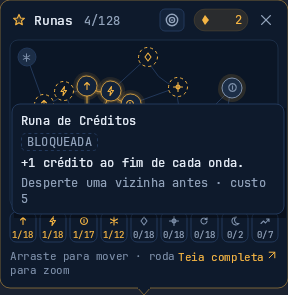 Runas 4/128 2
Runa de Créditos
BLOQUEADA
+1 crédito ao fim de cada onda.
Desperte uma vizinha antes · custo
5
1/18 1/18 1/17 1/12 0/18 0/18 0/18 0/2 0/7
Arraste para mover · roda Teia completa
para zoom